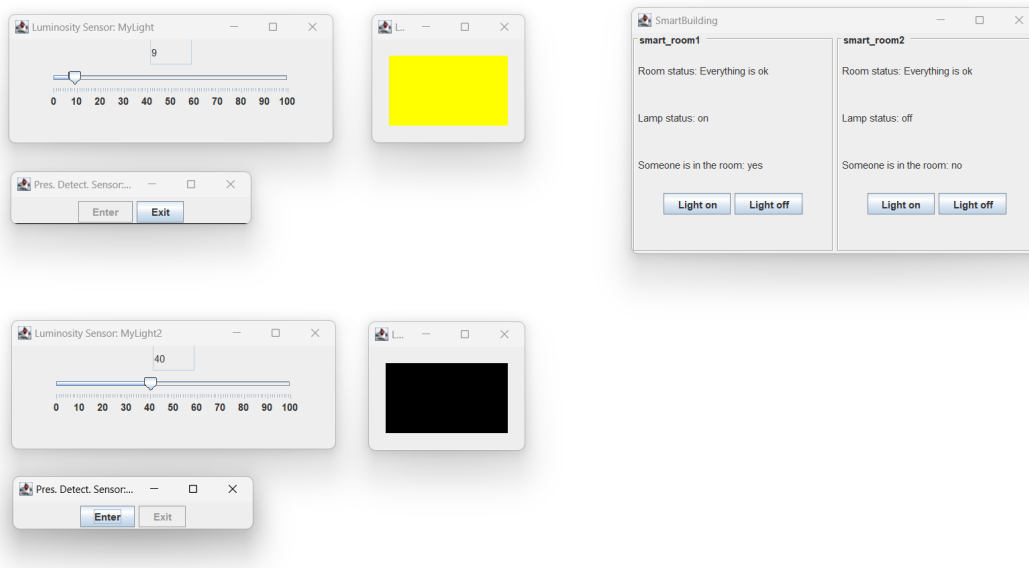 Luminosity Sensor: MyLight
9
0 10 20 30 40 50 60 70 80 90 100
L...
Pres. Detect. Sensor:...
Enter Exit
SmartBuilding
smart_room1
Room status: Everything is ok
Lamp status: on
Someone is in the room: yes
Light on Light off
smart_room2
Room status: Everything is ok
Lamp status: off
Someone is in the room: no
Light on Light off
Luminosity Sensor: MyLight2
40
0 10 20 30 40 50 60 70 80 90 100
L...
Pres. Detect. Sensor:...
Enter Exit